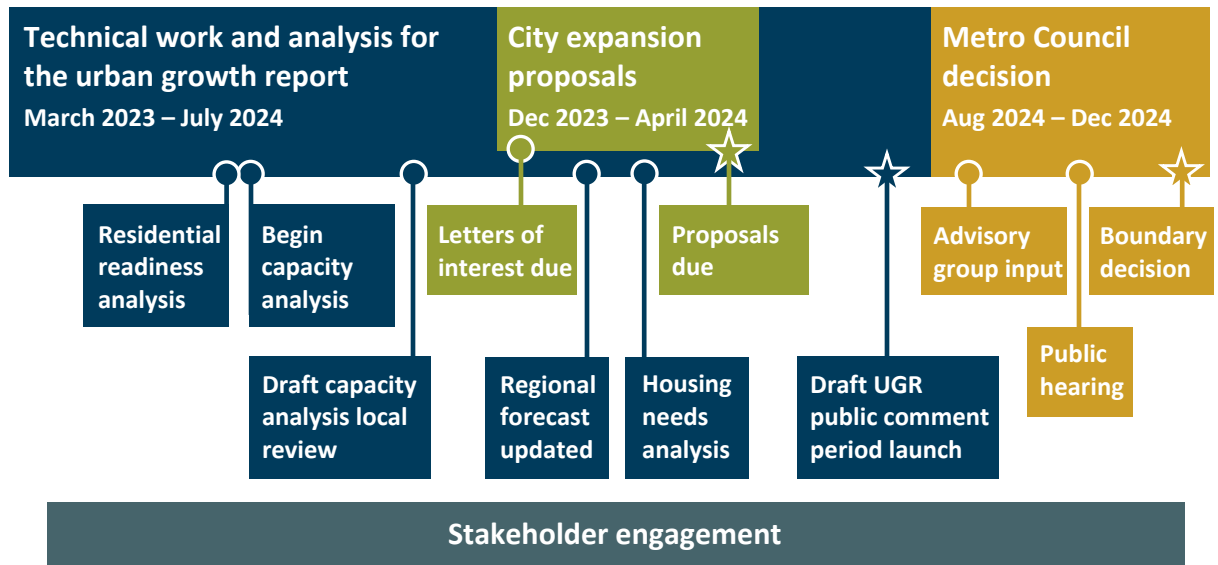 Technical work and analysis for
the urban growth report
March 2023 – July 2024
City expansion
proposals
Dec 2023 – April 2024
Metro Council
decision
Aug 2024 – Dec 2024
Residential
readiness
analysis
Begin
capacity
analysis
Letters of
interest due
Proposals
due
Advisory
group input
Boundary
decision
Draft capacity
analysis local
review
Regional
forecast
updated
Housing
needs
analysis
Draft UGR
public comment
period launch
Public
hearing
Stakeholder engagement